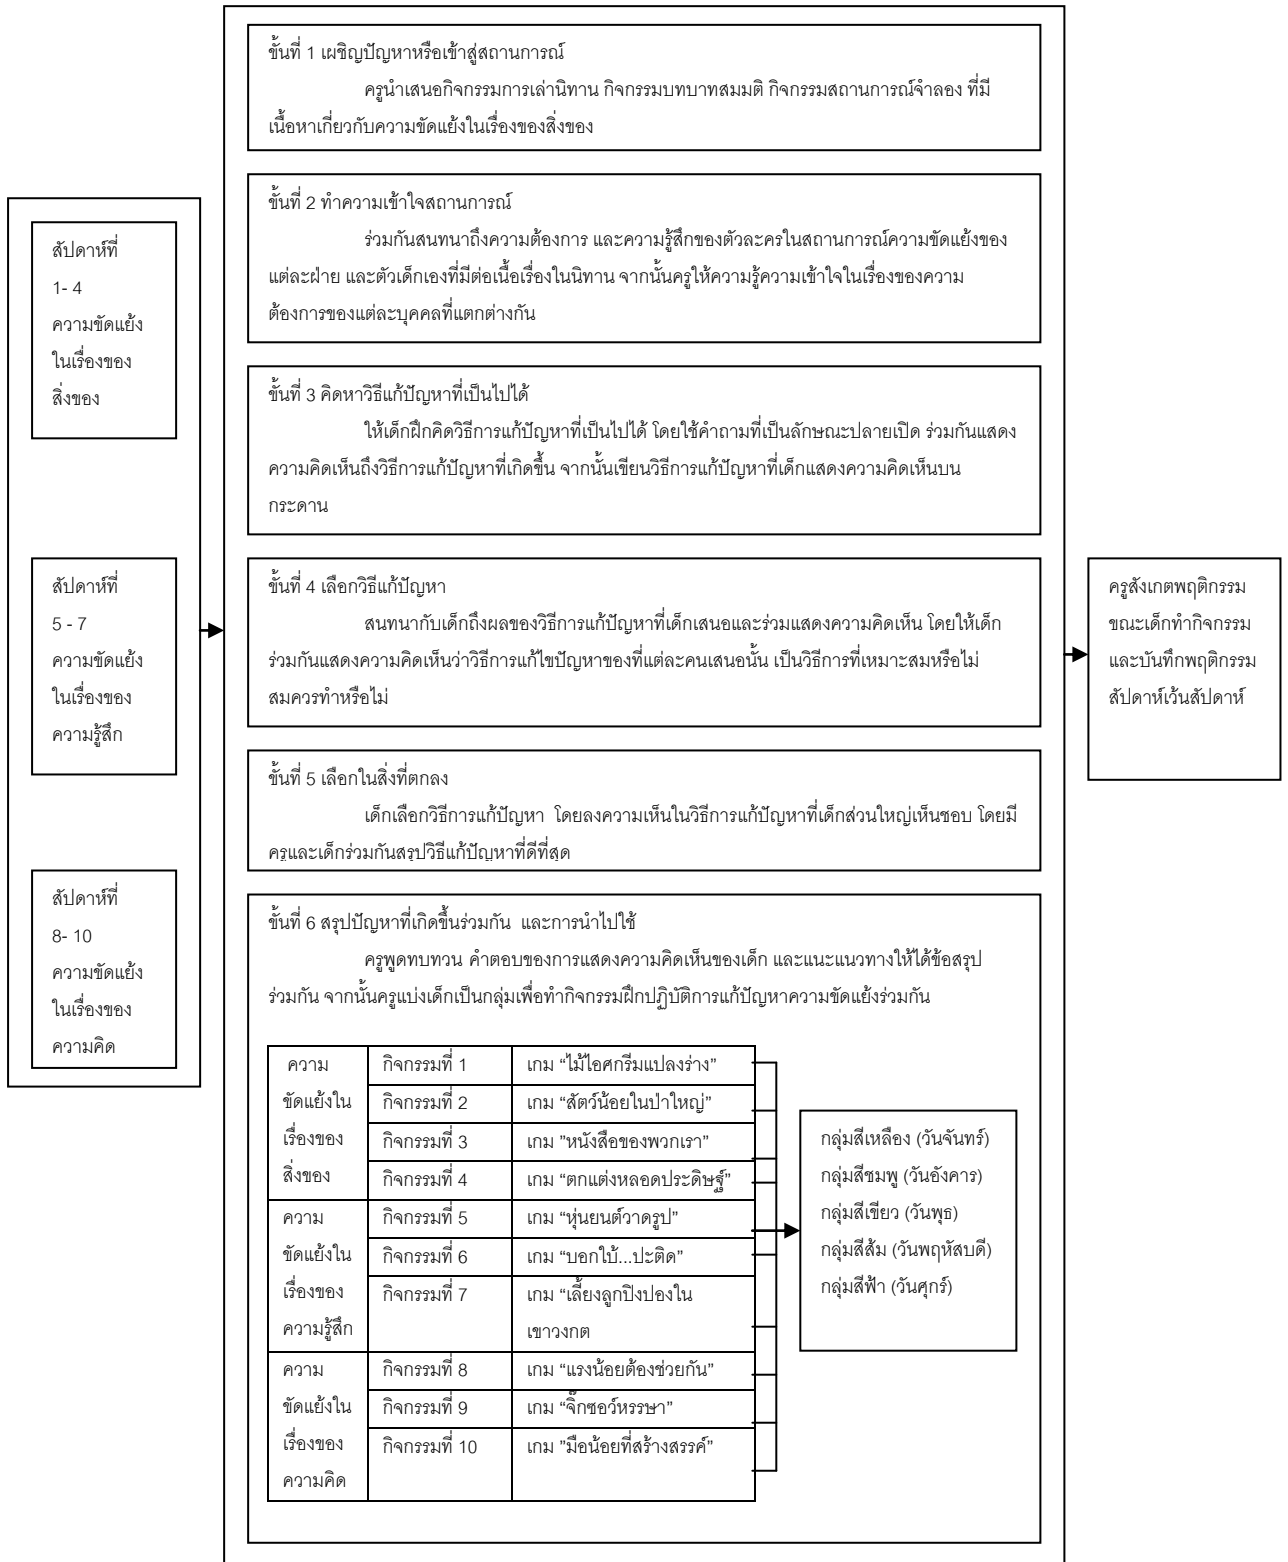 สัปดาห์ที่
1- 4
ความขัดแย้ง
ในเรื่องของ
สิ่งของ
สัปดาห์ที่
5 - 7
ความขัดแย้ง
ในเรื่องของ
ความรู้สึก
สัปดาห์ที่
8- 10
ความขัดแย้ง
ในเรื่องของ
ความคิด
ขั้นที่ 1 เผชิญปัญหาหรือเข้าสู่สถานการณ์
ครูนำเสนอกิจกรรมการเล่านิทาน กิจกรรมบทบาทสมมติ กิจกรรมสถานการณ์จำลอง ที่มี
เนื้อหาเกี่ยวกับความขัดแย้งในเรื่องของสิ่งของ
ขั้นที่ 2 ทำความเข้าใจสถานการณ์
ร่วมกันสนทนาถึงความต้องการ และความรู้สึกของตัวละครในสถานการณ์ความขัดแย้งของ
แต่ละฝ่าย และตัวเด็กเองที่มีต่อเนื้อเรื่องในนิทาน จากนั้นครูให้ความรู้ความเข้าใจในเรื่องของความ
ต้องการของแต่ละบุคคลที่แตกต่างกัน
ขั้นที่ 3 คิดหาวิธีแก้ปัญหาที่เป็นไปได้
ให้เด็กฝึกคิดวิธีการแก้ปัญหาที่เป็นไปได้ โดยใช้คำถามที่เป็นลักษณะปลายเปิด ร่วมกันแสดง
ความคิดเห็นถึงวิธีการแก้ปัญหาที่เกิดขึ้น จากนั้นเขียนวิธีการแก้ปัญหาที่เด็กแสดงความคิดเห็นบน
กระดาน
ขั้นที่ 4 เลือกวิธีแก้ปัญหา
สนทนากับเด็กถึงผลของวิธีการแก้ปัญหาที่เด็กเสนอและร่วมแสดงความคิดเห็น โดยให้เด็ก
ร่วมกันแสดงความคิดเห็นว่าวิธีการแก้ไขปัญหาของที่แต่ละคนเสนอนั้น เป็นวิธีการที่เหมาะสมหรือไม่
สมควรทำหรือไม่
ขั้นที่ 5 เลือกในสิ่งที่ตกลง
เด็กเลือกวิธีการแก้ปัญหา โดยลงความเห็นในวิธีการแก้ปัญหาที่เด็กส่วนใหญ่เห็นชอบ โดยมี
ครูและเด็กร่วมกันสรุปวิธีแก้ปัญหาที่ดีที่สุด
ขั้นที่ 6 สรุปปัญหาที่เกิดขึ้นร่วมกัน และการนำไปใช้
ครูพูดทบทวน คำตอบของการแสดงความคิดเห็นของเด็ก และแนะแนวทางให้ได้ข้อสรุป
ร่วมกัน จากนั้นครูแบ่งเด็กเป็นกลุ่มเพื่อทำกิจกรรมฝึกปฏิบัติการแก้ปัญหาความขัดแย้งร่วมกัน
ความ
ขัดแย้งใน
เรื่องของ
สิ่งของ
กิจกรรมที่ 1 เกม “ไม้ไอศกรีมแปลงร่าง”
กิจกรรมที่ 2 เกม “สัตว์น้อยในป่าใหญ่”
กิจกรรมที่ 3 เกม ”หนังสือของพวกเรา”
กิจกรรมที่ 4 เกม “ตกแต่งหลอดประดิษฐ์”
ความ
ขัดแย้งใน
เรื่องของ
ความรู้สึก
กิจกรรมที่ 5 เกม “หุ่นยนต์วาดรูป”
กิจกรรมที่ 6 เกม “บอกใบ้...ปะติด”
กิจกรรมที่ 7 เกม “เลี้ยงลูกปิงปองใน
เขาวงกต
ความ
ขัดแย้งใน
เรื่องของ
ความคิด
กิจกรรมที่ 8 เกม “แรงน้อยต้องช่วยกัน”
กิจกรรมที่ 9 เกม “จิ๊กซอว์หรรษา”
กิจกรรมที่ 10 เกม ”มือน้อยที่สร้างสรรค์”
กลุ่มสีเหลือง (วันจันทร์)
กลุ่มสีชมพู (วันอังคาร)
กลุ่มสีเขียว (วันพุธ)
กลุ่มสีส้ม (วันพฤหัสบดี)
กลุ่มสีฟ้า (วันศุกร์)
ครูสังเกตพฤติกรรม
ขณะเด็กทำกิจกรรม
และบันทึกพฤติกรรม
สัปดาห์เว้นสัปดาห์